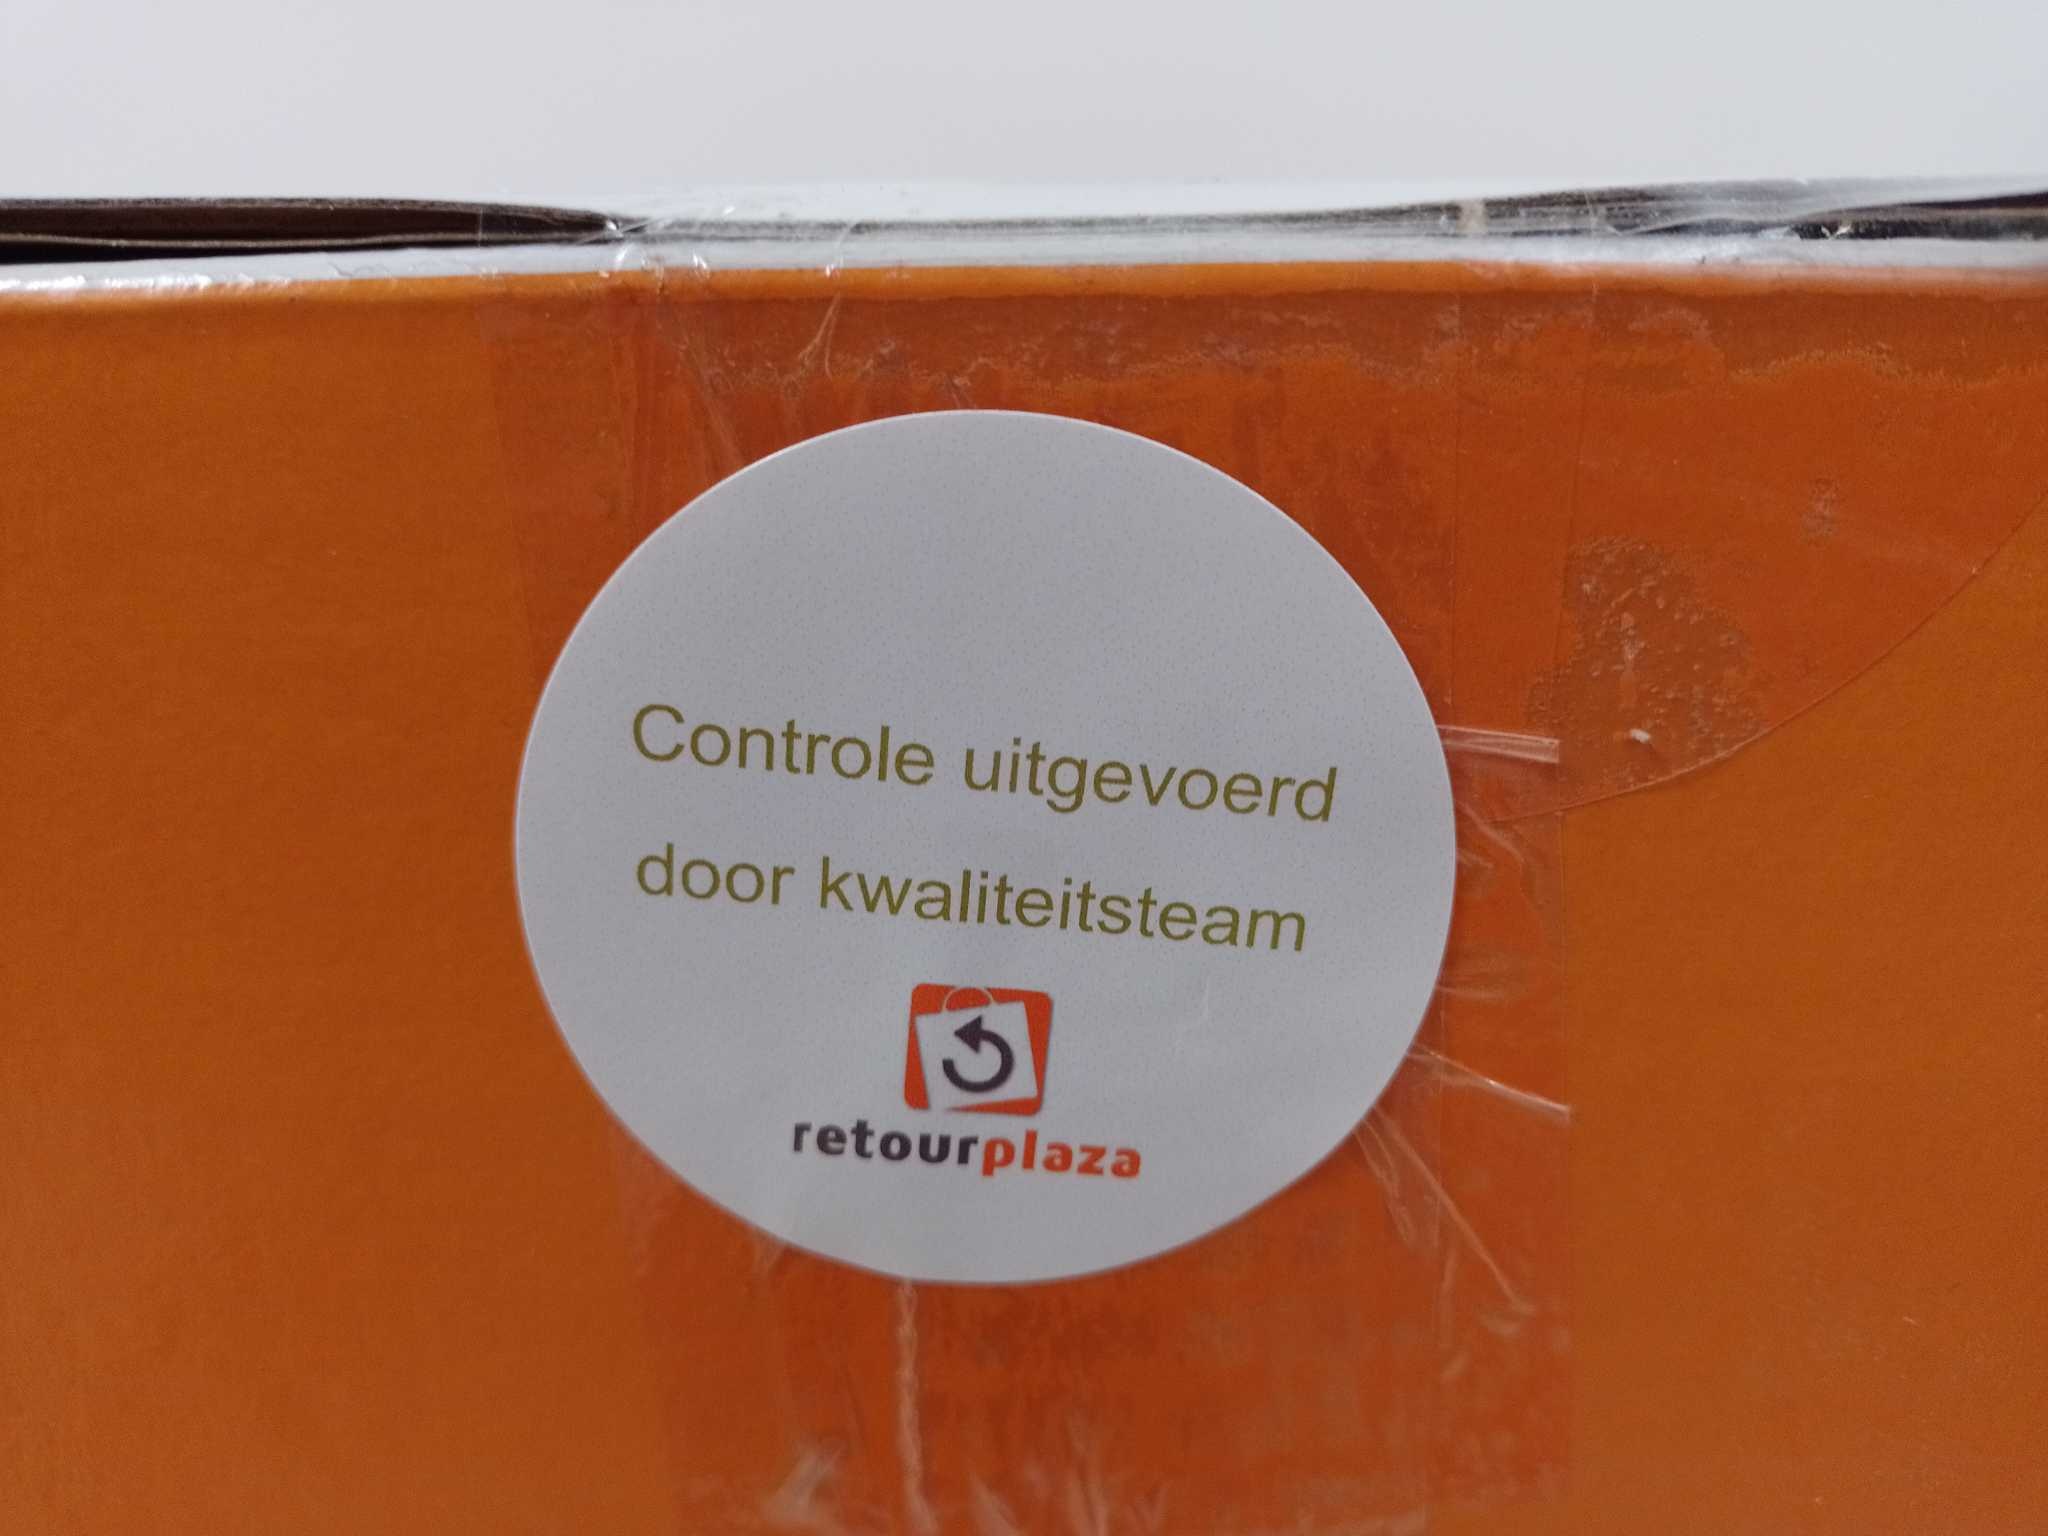 Controle uitgevoerd
door kwaliteitsteam
retourplaza